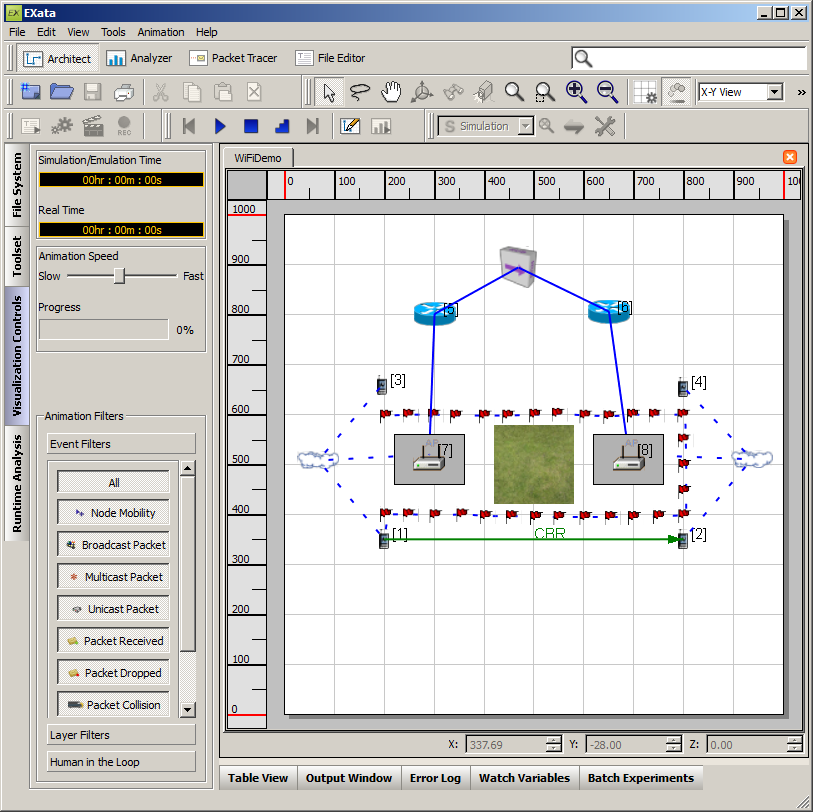 EX EXata
File Edit View Tools Animation Help
Architect Analyzer Packet Tracer File Editor
X-Y View »
REC S Simulation
File System
Toolset
Visualization Controls
Runtime Analysis
Simulation/Emulation Time
00hr : 00m : 00s
Real Time
00hr : 00m : 00s
Animation Speed
Slow Fast
Progress
0%
Animation Filters
Event Filters
All
Node Mobility
Broadcast Packet
Multicast Packet
Unicast Packet
Packet Received
Packet Dropped
Packet Collision
Layer Filters
Human in the Loop
WiFiDemo
0 100 200 300 400 500 600 700 800 900 100
1000
900
800
700
600
500
400
300
200
100
0
[5] [6]
[3] [4]
AP AP
[7] [8]
[1] CBR [2]
X: 337.69 Y: -28.00 Z: 0.00
Table View Output Window Error Log Watch Variables Batch Experiments